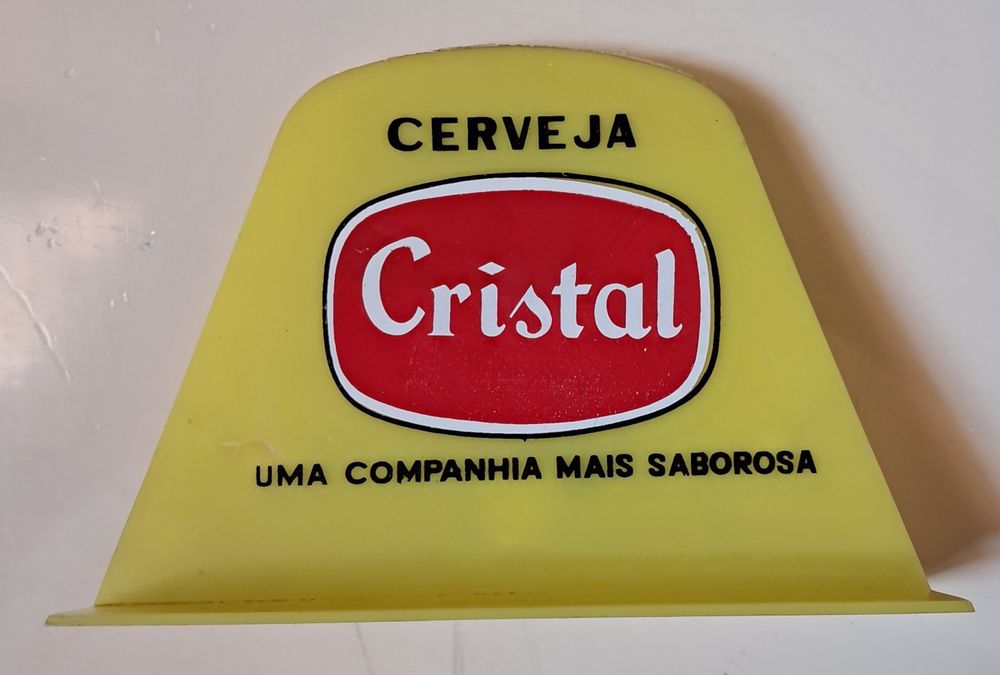 CERVEJA
Cristal
UMA COMPANHIA MAIS SABOROSA